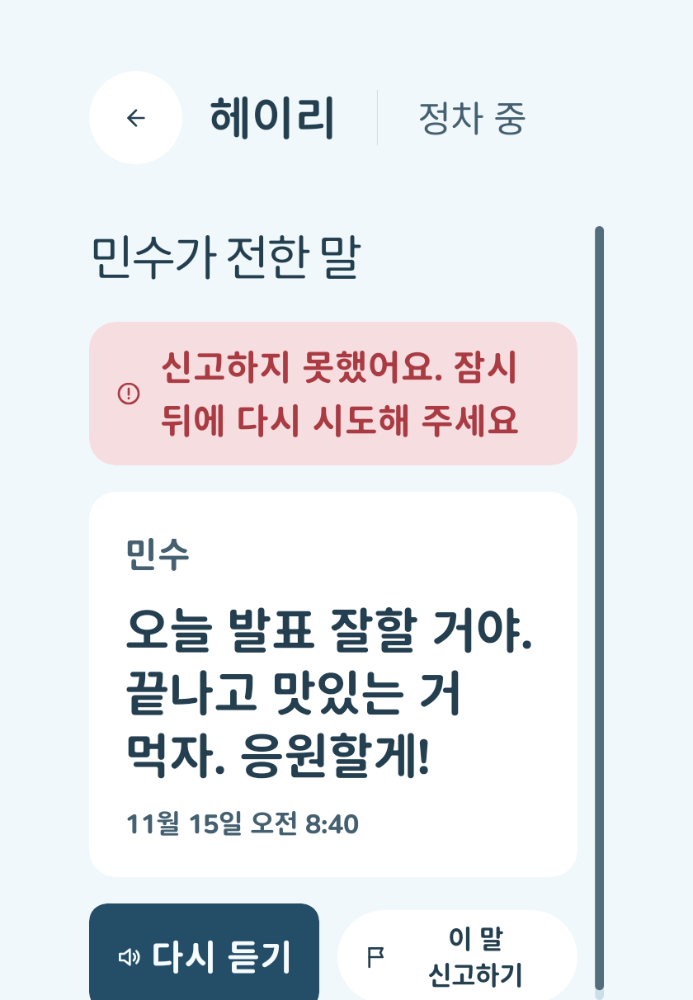 헤이리
정차 중
민수가 전한 말
신고하지 못했어요. 잠시
뒤에 다시 시도해 주세요
민수
오늘 발표 잘할 거야.
끝나고 맛있는 거
먹자. 응원할게!
11월 15일 오전 8:40
다시 듣기
이 말
신고하기